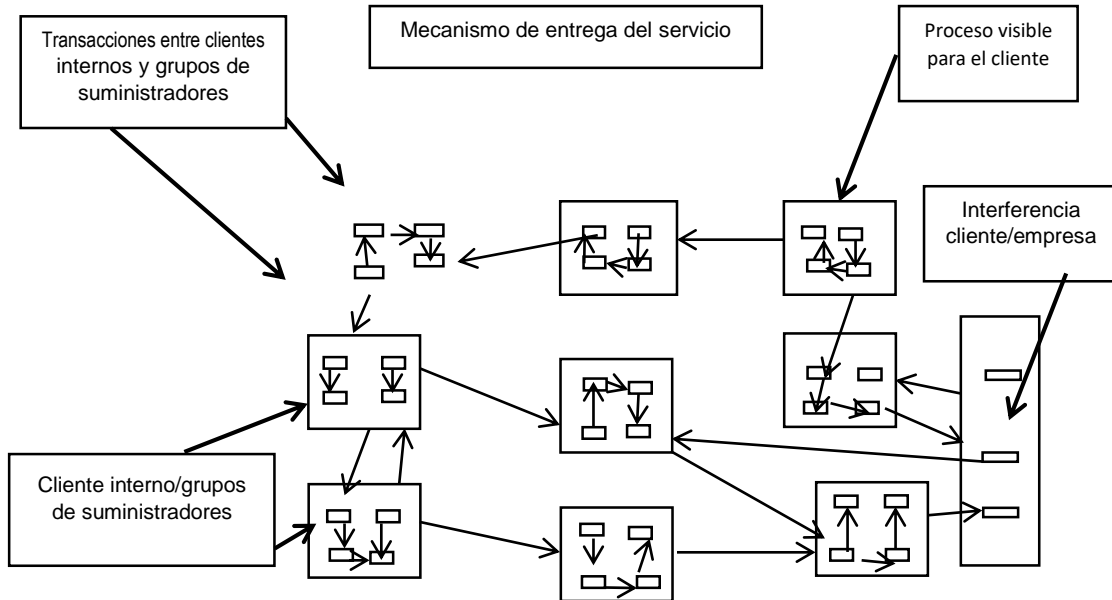 Transacciones entre clientes
internos y grupos de
suministradores
Mecanismo de entrega del servicio
Proceso visible
para el cliente
Interferencia
cliente/empresa
Cliente interno/grupos
de suministradores